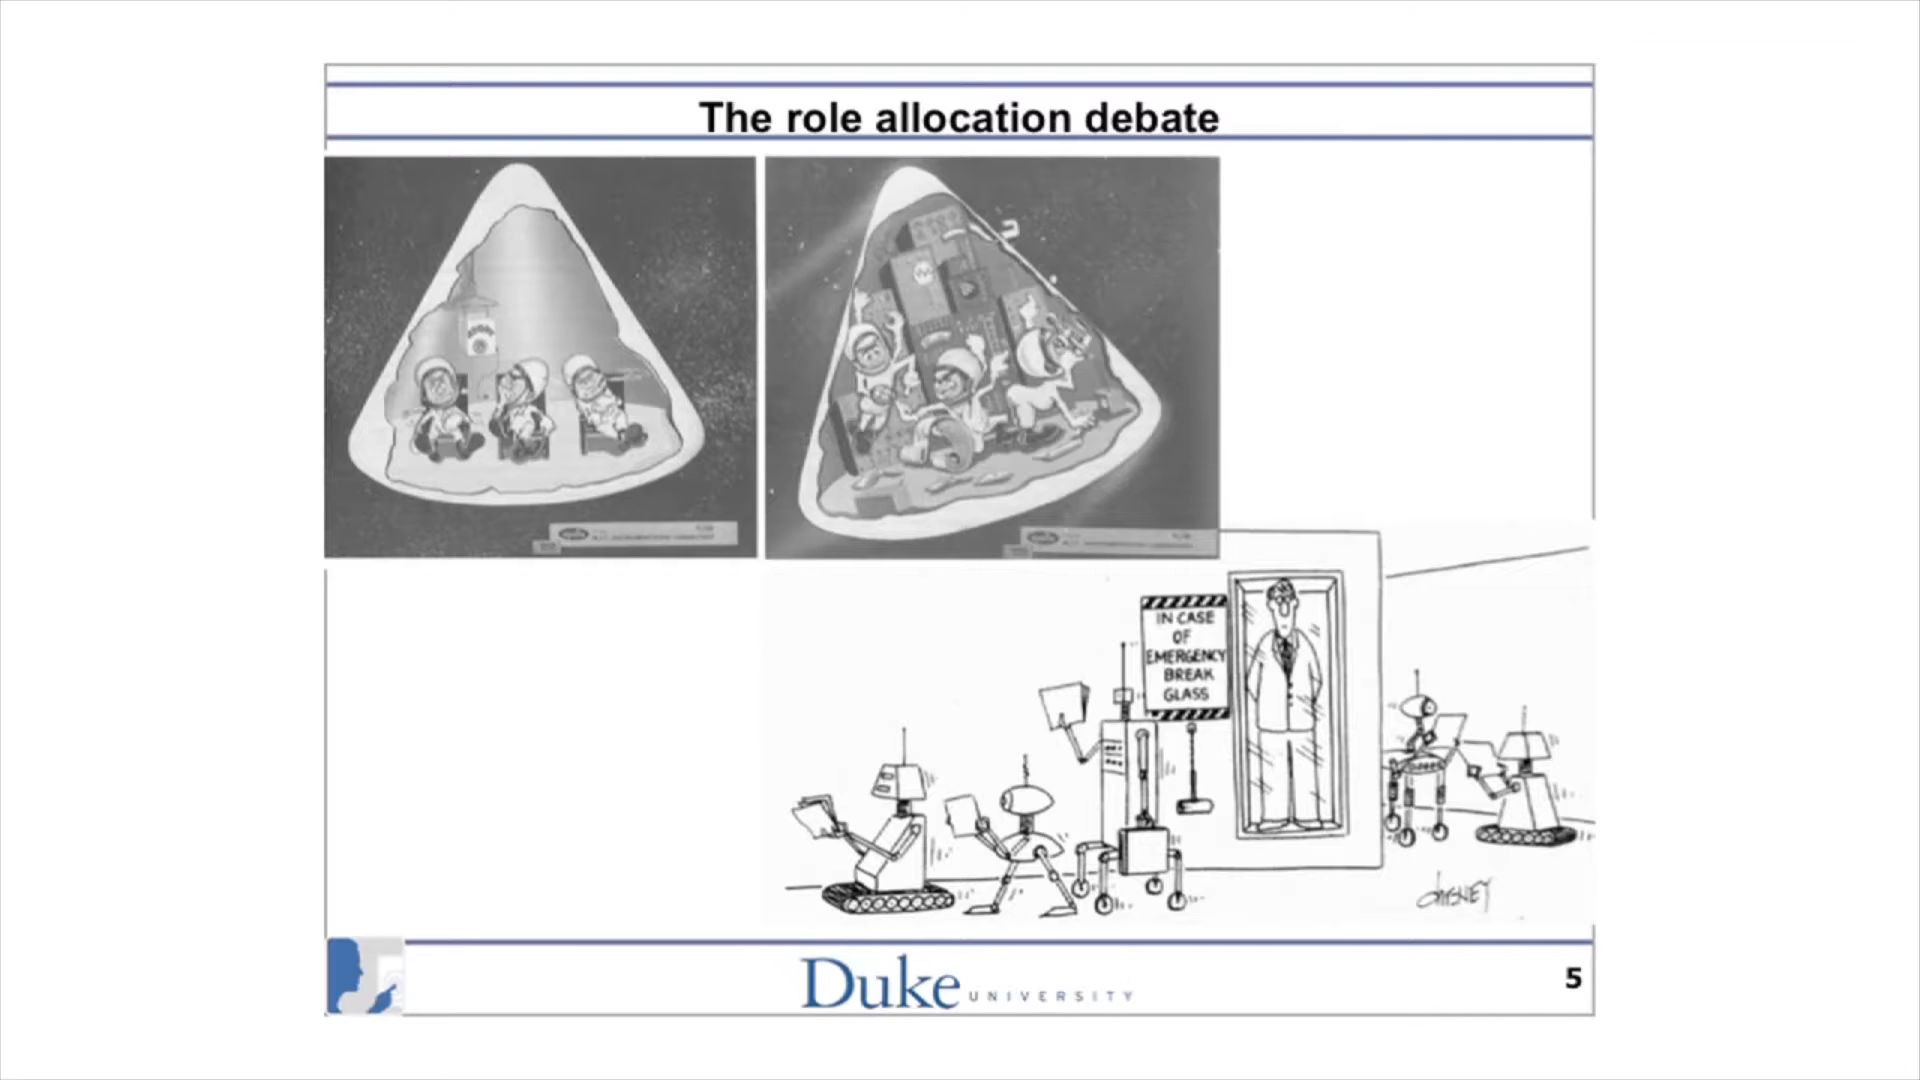 The role allocation debate
IN CASE
OF
EMERGENCY
BREAK
GLASS
Duke UNIVERSITY
5